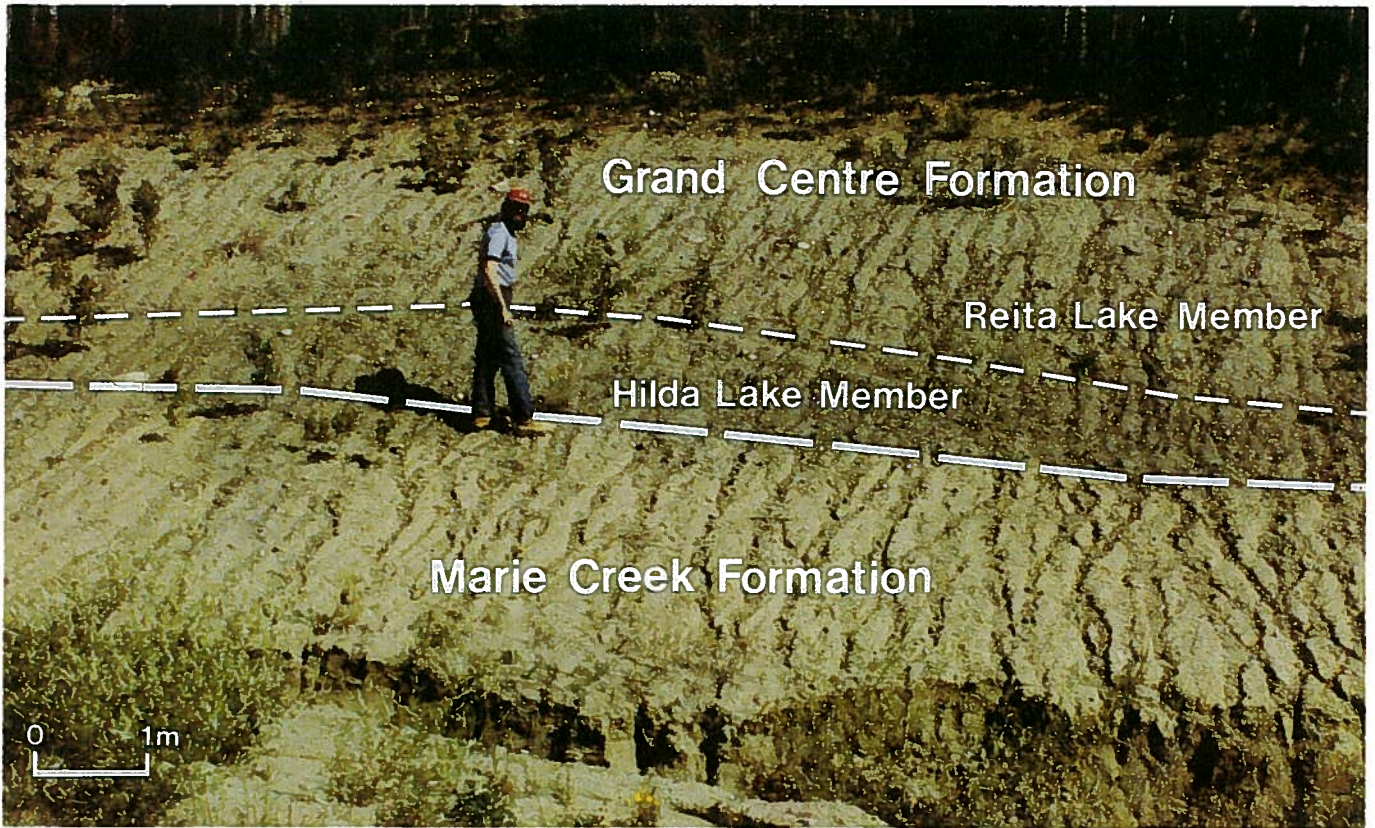 Grand Centre Formation
Reita Lake Member
Hilda Lake Member
Marie Creek Formation
0 1m